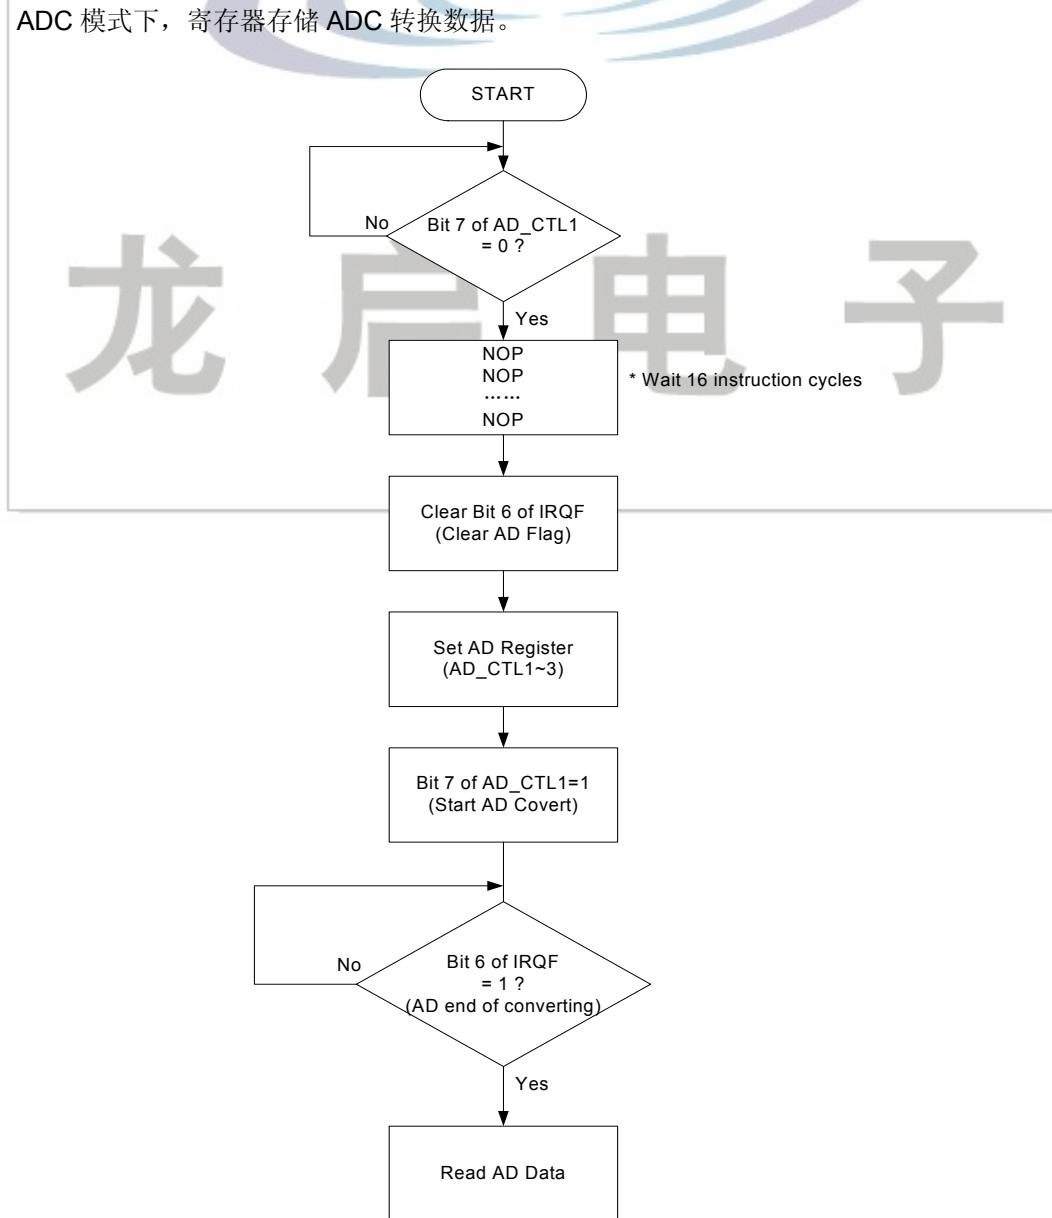 ADC 模式下，寄存器存储 ADC 转换数据。
START
No
Bit 7 of AD_CTL1
= 0 ?
Yes
龙启电子
NOP
NOP
……
NOP
* Wait 16 instruction cycles
Clear Bit 6 of IRQF
(Clear AD Flag)
Set AD Register
(AD_CTL1~3)
Bit 7 of AD_CTL1=1
(Start AD Covert)
No
Bit 6 of IRQF
= 1 ?
(AD end of converting)
Yes
Read AD Data